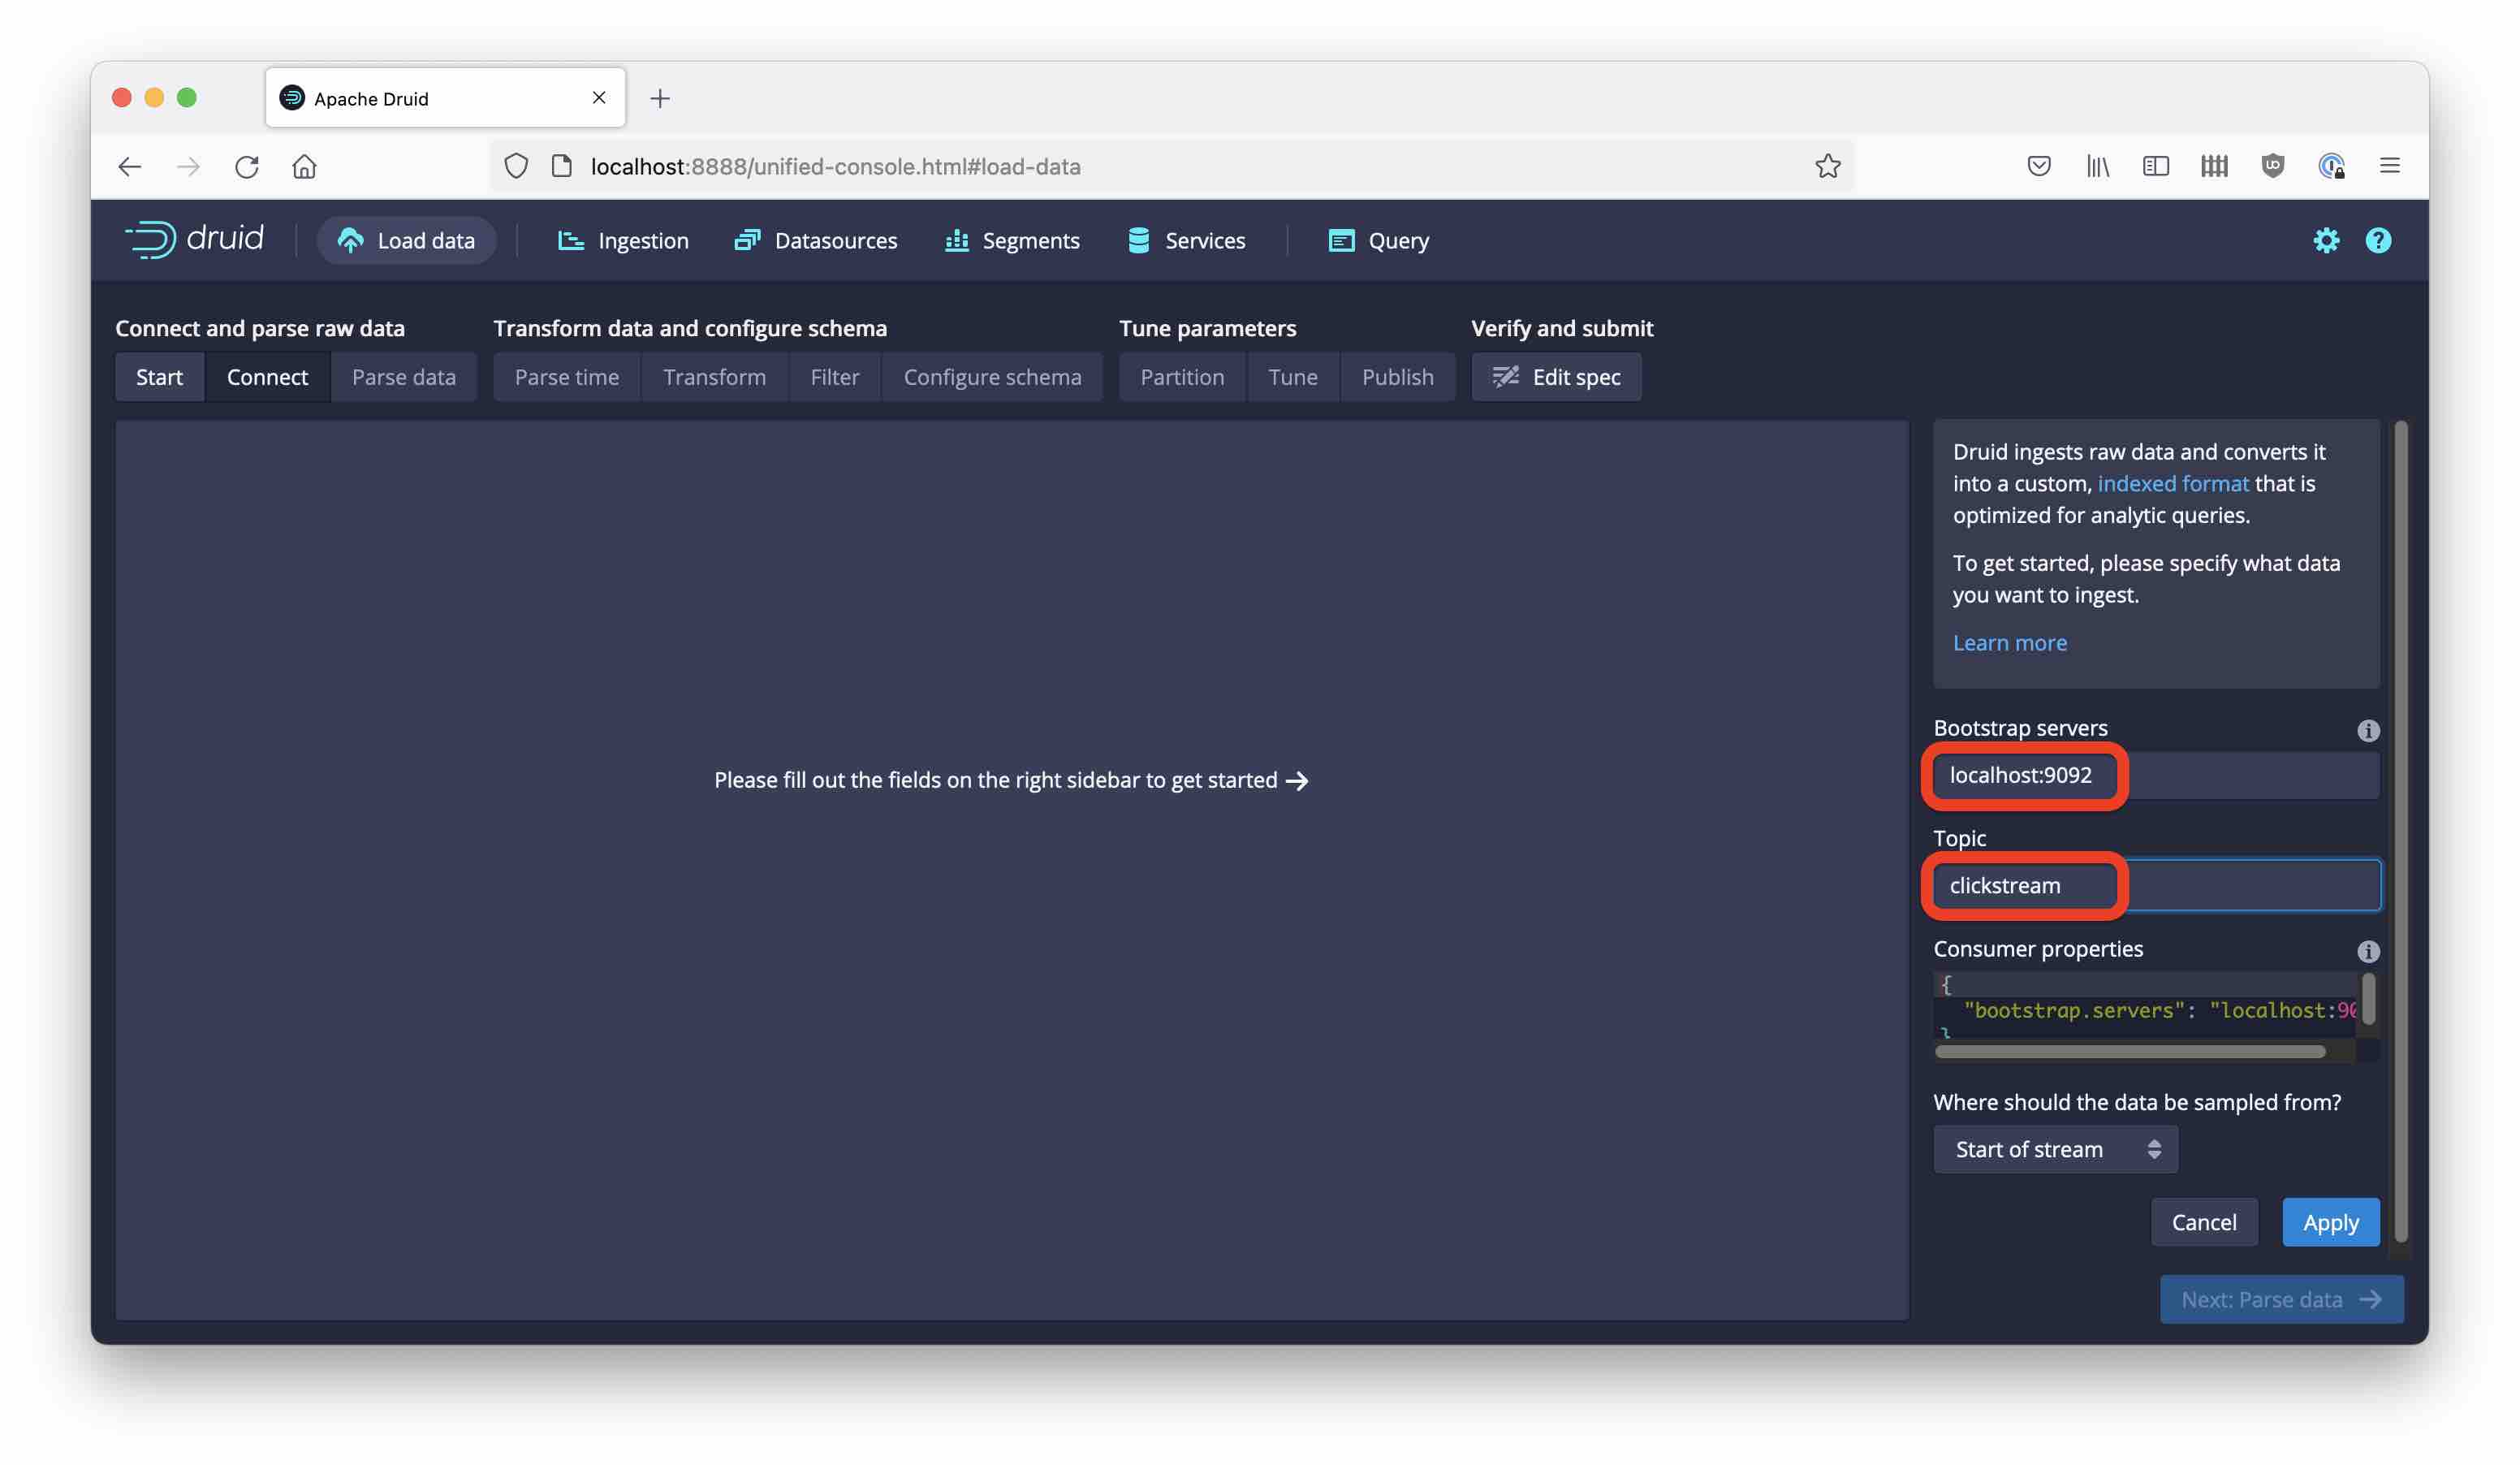 Apache Druid
localhost:8888/unified-console.html#load-data
druid
Load data
Ingestion
Datasources
Segments
Services
Query
Connect and parse raw data
Transform data and configure schema
Tune parameters
Verify and submit
Start
Connect
Parse data
Parse time
Transform
Filter
Configure schema
Partition
Tune
Publish
Edit spec
Please fill out the fields on the right sidebar to get started
Druid ingests raw data and converts it
into a custom, indexed format that is
optimized for analytic queries.
To get started, please specify what data
you want to ingest.
Learn more
Bootstrap servers
localhost:9092
Topic
clickstream
Consumer properties
{
"bootstrap.servers": "localhost:90
}
Where should the data be sampled from?
Start of stream
Cancel
Apply
Next: Parse data